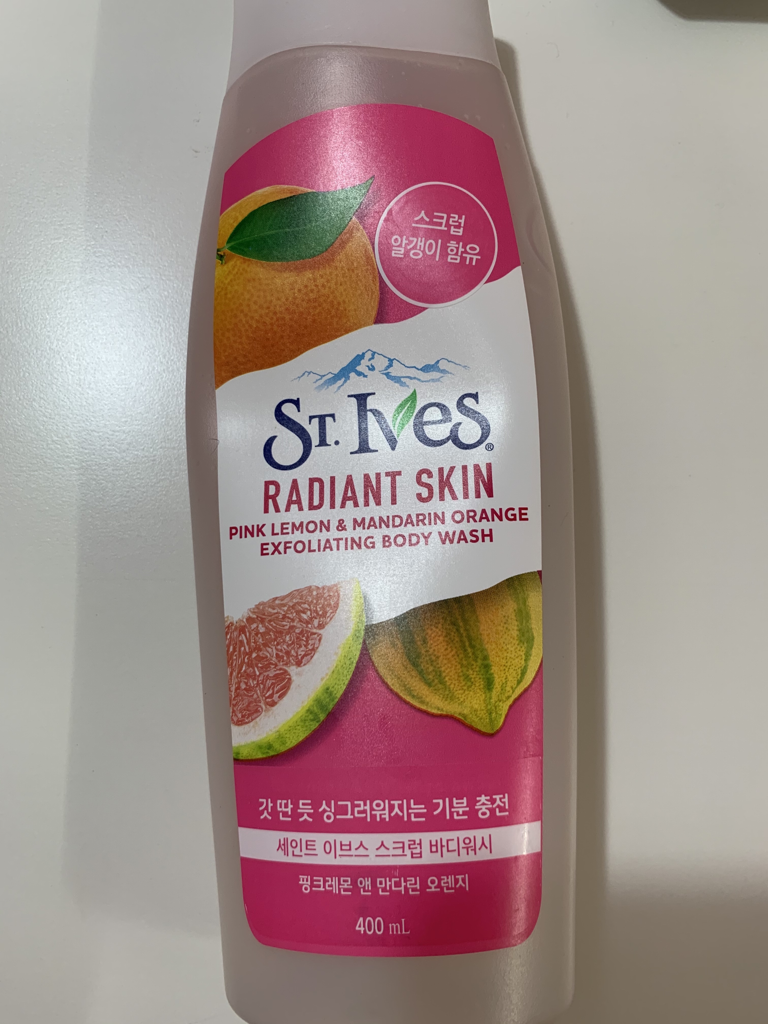 스크럽
알갱이 함유
ST. IVES®
RADIANT SKIN
PINK LEMON & MANDARIN ORANGE
EXFOLIATING BODY WASH
갓 딴 듯 싱그러워지는 기분 충전
세인트 이브스 스크럽 바디워시
핑크레몬 앤 만다린 오렌지
400 mL